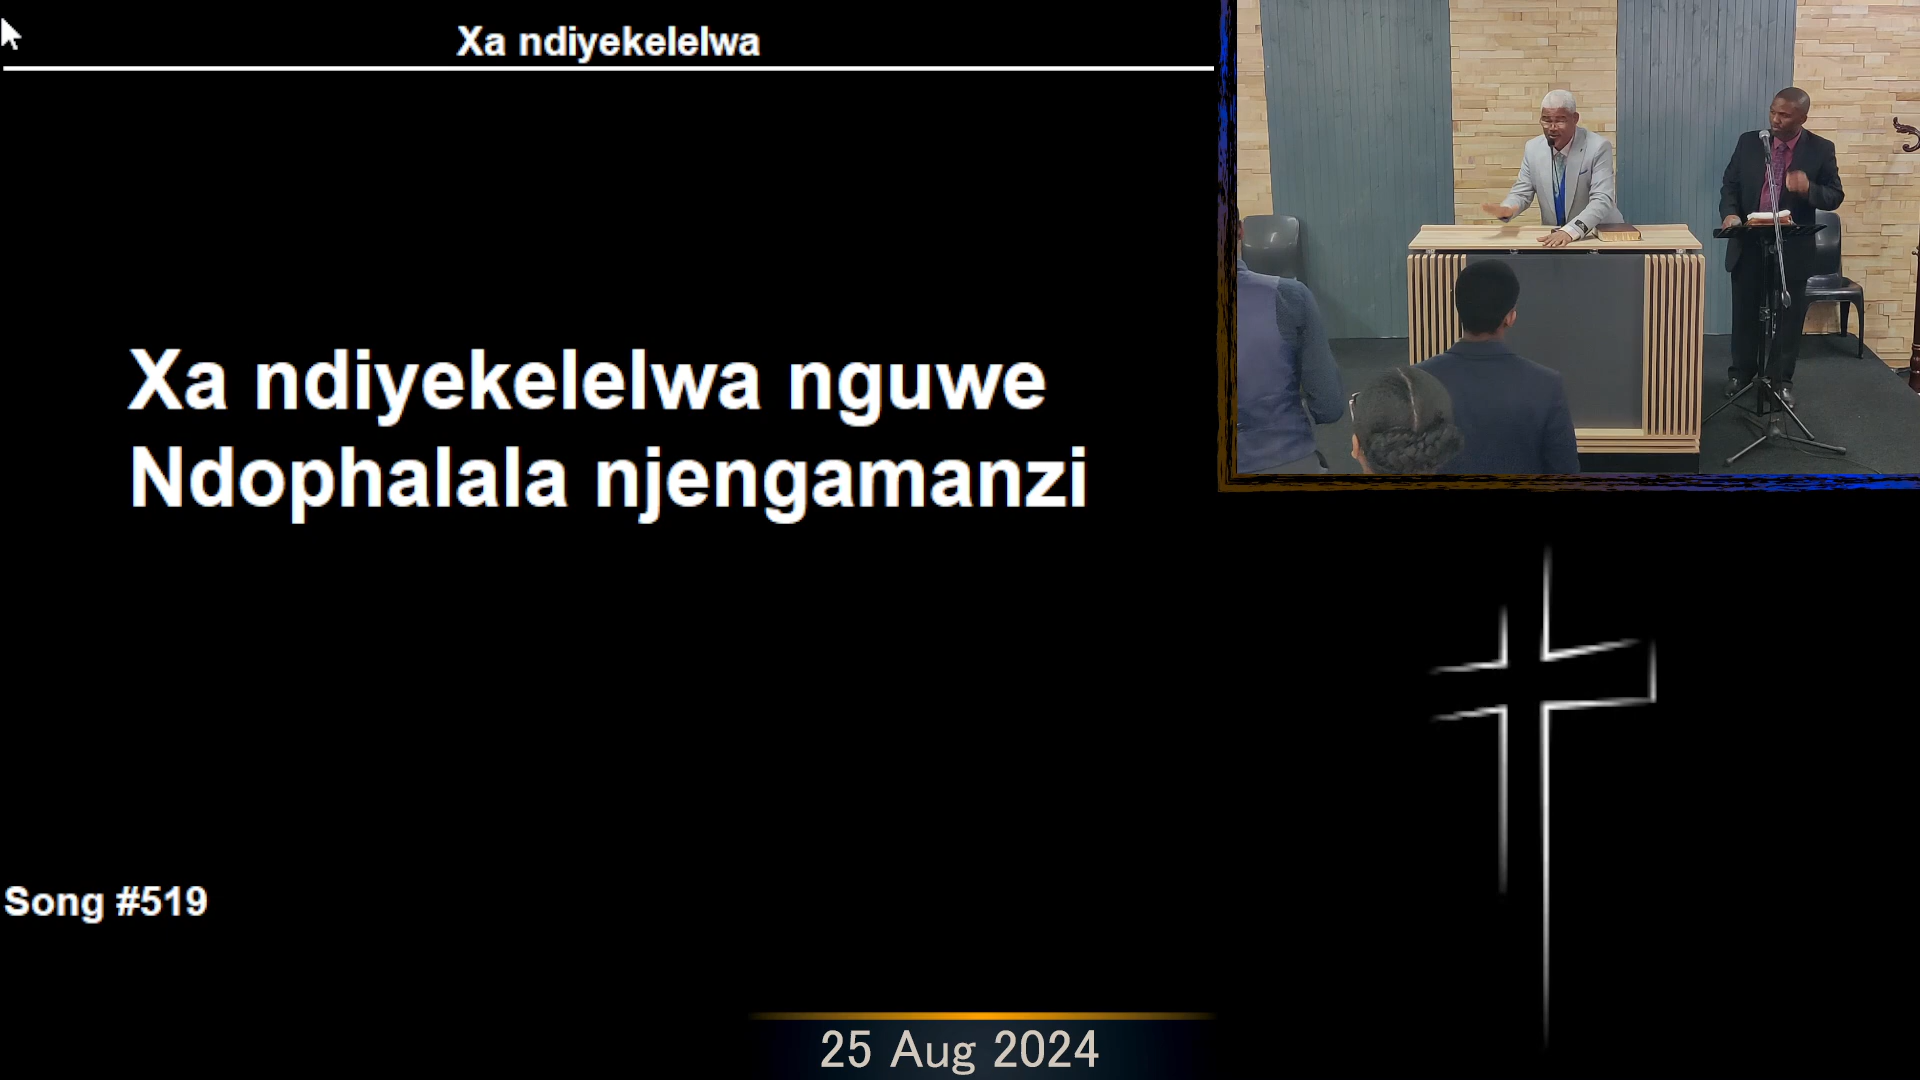 Xa ndiyekelelwa
Xa ndiyekelelwa nguwe
Ndophalala njengamanzi
Song #519
25 Aug 2024